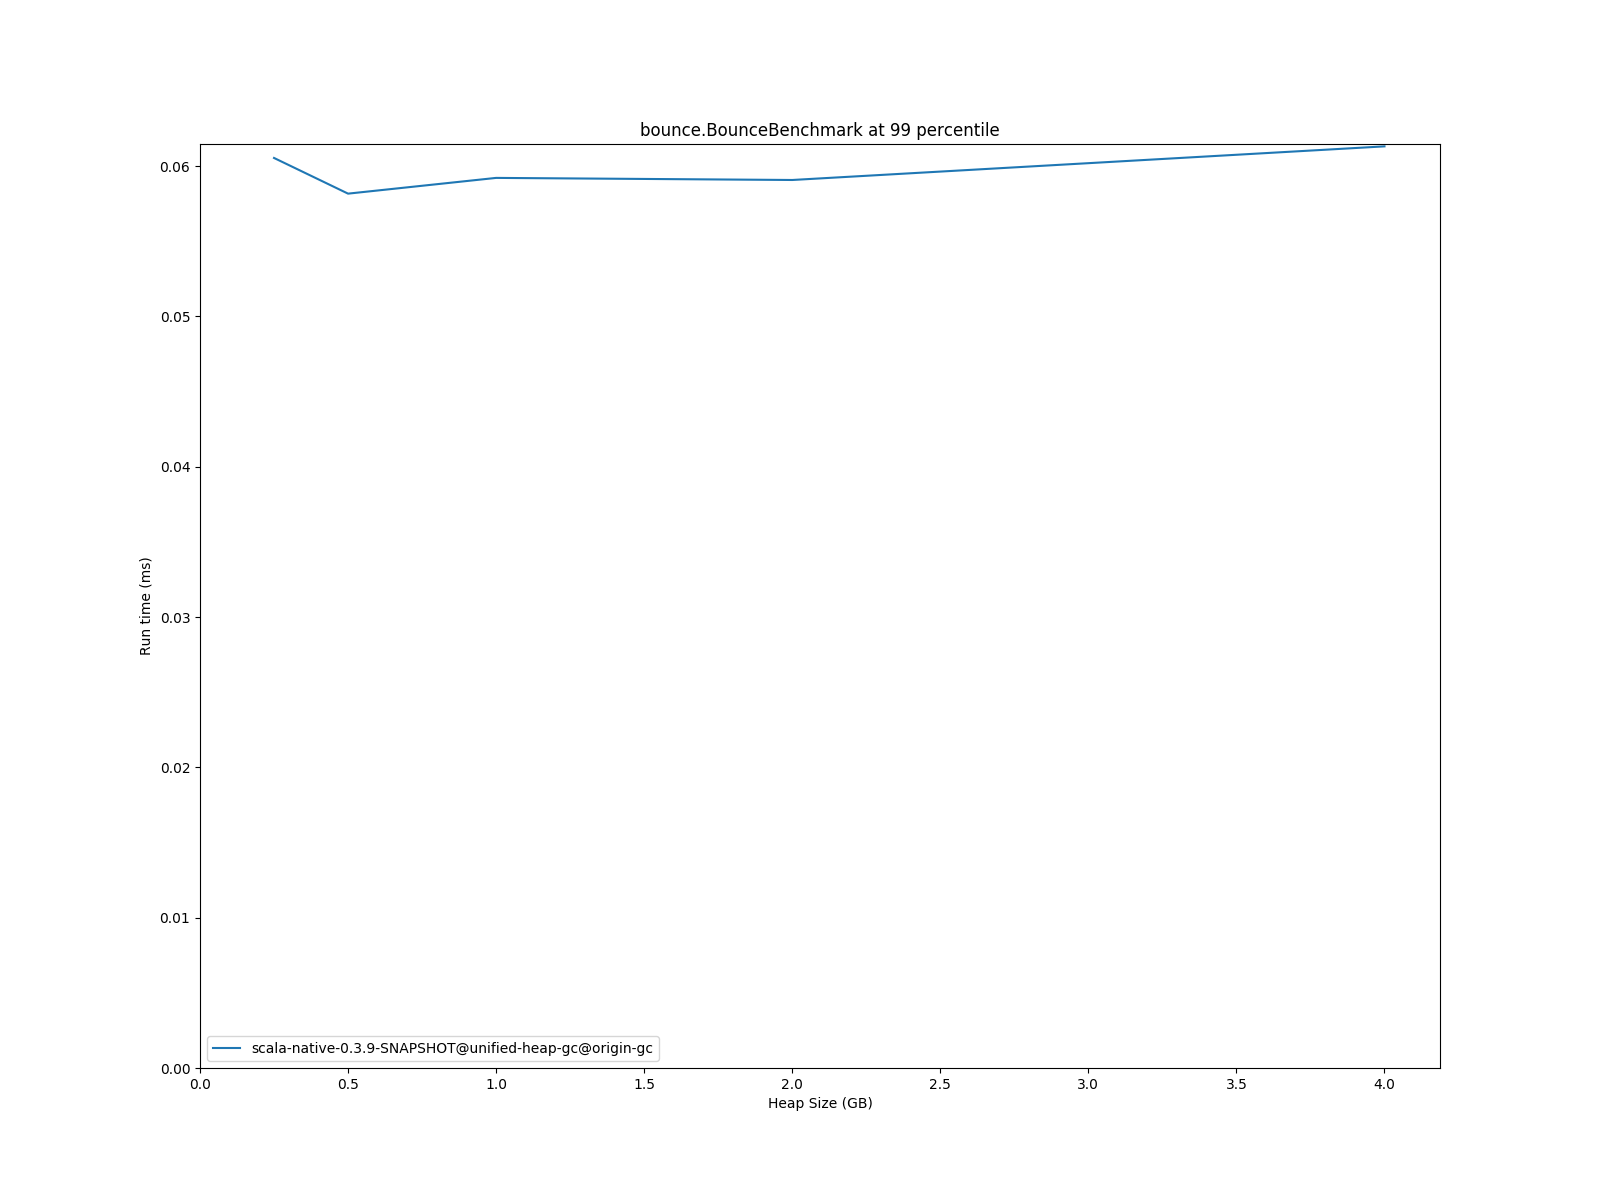 bounce.BounceBenchmark at 99 percentile
0.06
0.05
0.04
0.03
0.02
0.01
0.00
Run time (ms)
scala-native-0.3.9-SNAPSHOT@unified-heap-gc@origin-gc
0.0 0.5 1.0 1.5 2.0 2.5 3.0 3.5 4.0
Heap Size (GB)